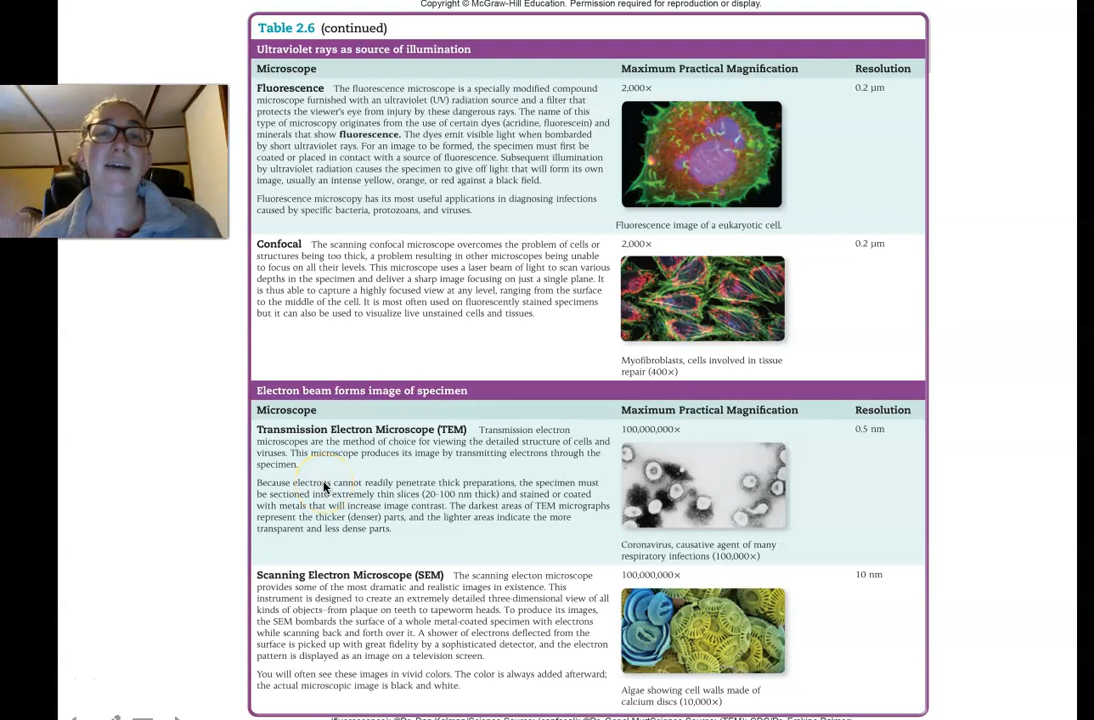 Copyright © McGraw-Hill Education. Permission required for reproduction or display.
Table 2.6 (continued)
Ultraviolet rays as source of illumination
Microscope Maximum Practical Magnification Resolution
Fluorescence The fluorescence microscope is a specially modified compound
microscope furnished with an ultraviolet (UV) radiation source and a filter that
protects the viewer's eye from injury by these dangerous rays. The name of this
type of microscopy originates from the use of certain dyes (acridine, fluorescein) and
minerals that show fluorescence. The dyes emit visible light when bombarded
by short ultraviolet rays. For an image to be formed, the specimen must first be
coated or placed in contact with a source of fluorescence. Subsequent illumination
by ultraviolet radiation causes the specimen to give off light that will form its own
image, usually an intense yellow, orange, or red against a black field.
Fluorescence microscopy has its most useful applications in diagnosing infections
caused by specific bacteria, protozoans, and viruses.
2,000×
0.2 µm
Fluorescence image of a eukaryotic cell.
Confocal The scanning confocal microscope overcomes the problem of cells or
structures being too thick, a problem resulting in other microscopes being unable
to focus on all their levels. This microscope uses a laser beam of light to scan various
depths in the specimen and deliver a sharp image focusing on just a single plane. It
is thus able to capture a highly focused view at any level, ranging from the surface
to the middle of the cell. It is most often used on fluorescently stained specimens
but it can also be used to visualize live unstained cells and tissues.
2,000×
0.2 µm
Myofibroblasts, cells involved in tissue
repair (400×)
Electron beam forms image of specimen
Microscope Maximum Practical Magnification Resolution
Transmission Electron Microscope (TEM) Transmission electron
microscopes are the method of choice for viewing the detailed structure of cells and
viruses. This microscope produces its image by transmitting electrons through the
specimen.
Because electrons cannot readily penetrate thick preparations, the specimen must
be sectioned into extremely thin slices (20–100 nm thick) and stained or coated
with metals that will increase image contrast. The darkest areas of TEM micrographs
represent the thicker (denser) parts, and the lighter areas indicate the more
transparent and less dense parts.
100,000,000×
0.5 nm
Coronavirus, causative agent of many
respiratory infections (100,000×)
Scanning Electron Microscope (SEM) The scanning electon microscope
provides some of the most dramatic and realistic images in existence. This
instrument is designed to create an extremely detailed three-dimensional view of all
kinds of objects–from plaque on teeth to tapeworm heads. To produce its images,
the SEM bombards the surface of a whole metal-coated specimen with electrons
while scanning back and forth over it. A shower of electrons deflected from the
surface is picked up with great fidelity by a sophisticated detector, and the electron
pattern is displayed as an image on a television screen.
You will often see these images in vivid colors. The color is always added afterward;
the actual microscopic image is black and white.
100,000,000×
10 nm
Algae showing cell walls made of
calcium discs (10,000×)